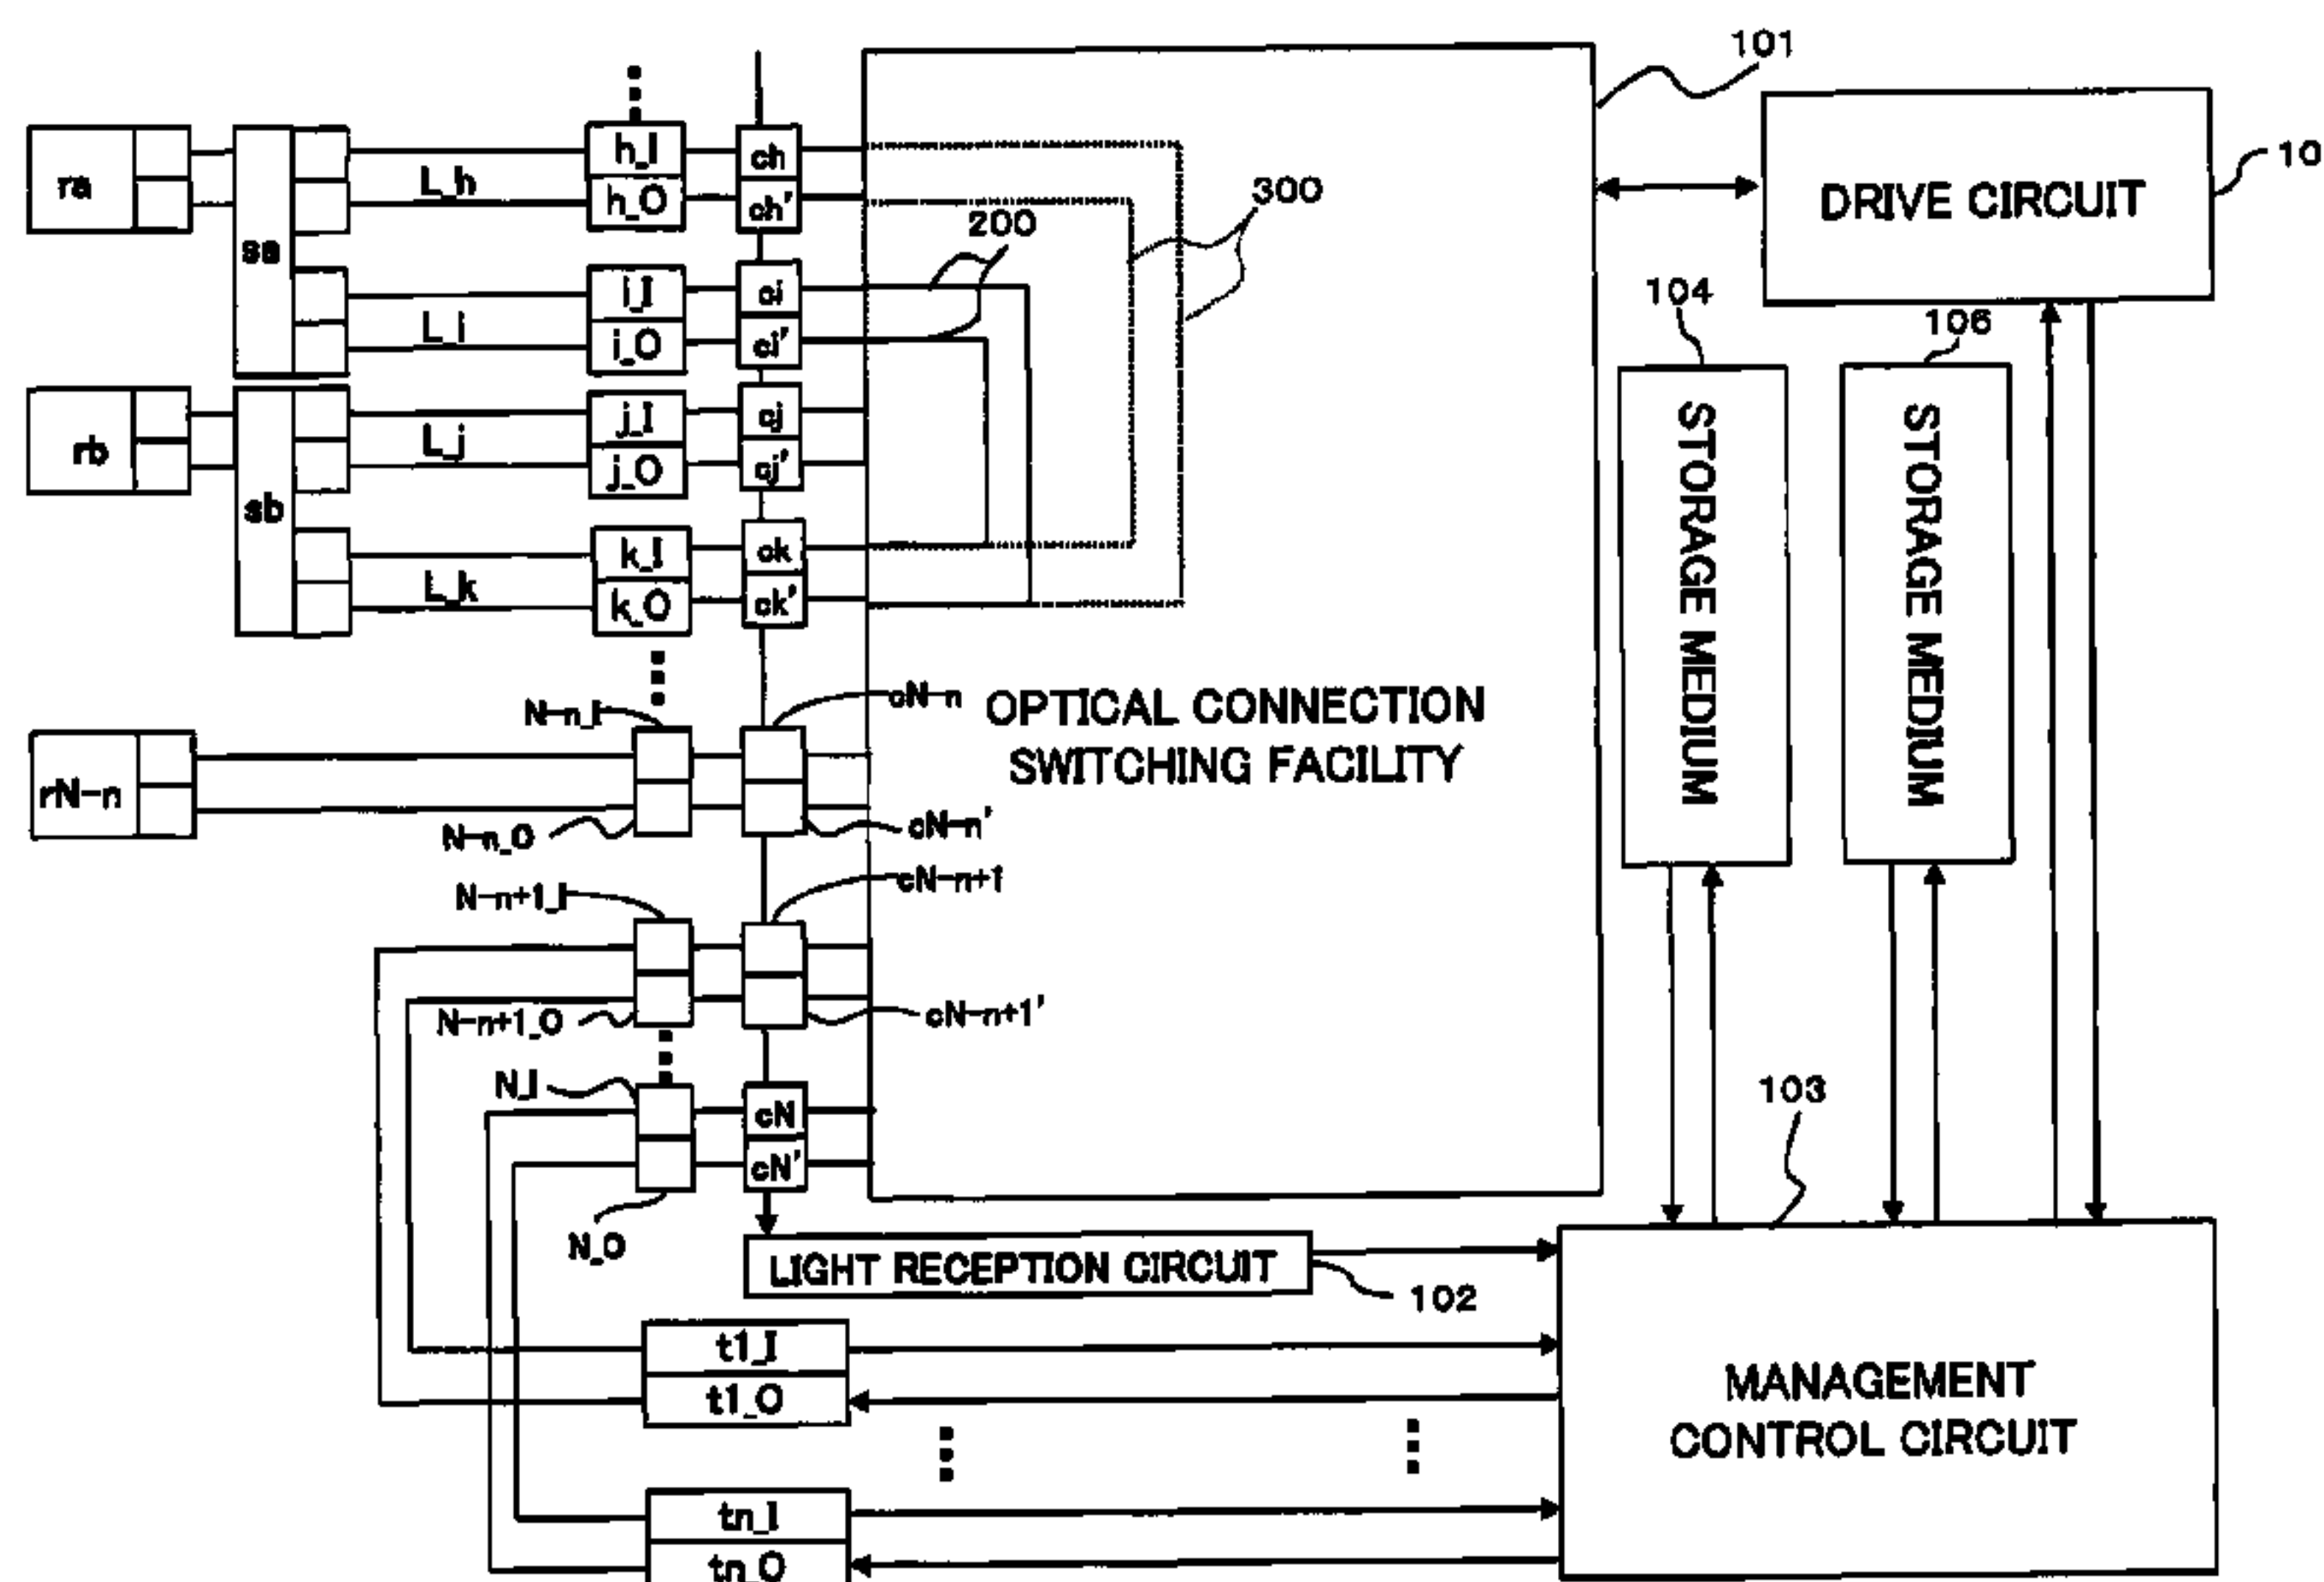 101
10
ra
sa
L_h
h_I
h_O
ch
ch'
200
300
DRIVE CIRCUIT
L_i
i_I
i_O
ci
ci'
104
106
rb
sb
L_j
j_I
j_O
cj
cj'
STORAGE MEDIUM
STORAGE MEDIUM
L_k
k_I
k_O
ck
ck'
N-n_I
cN-n
OPTICAL CONNECTION
SWITCHING FACILITY
rN-n
N-n_O
cN-n'
N-n+1_I
cN-n+1
N-n+1_O
cN-n+1'
N_I
cN
cN'
103
N_O
LIGHT RECEPTION CIRCUIT
102
t1_I
t1_O
MANAGEMENT
CONTROL CIRCUIT
tn_I
tn_O